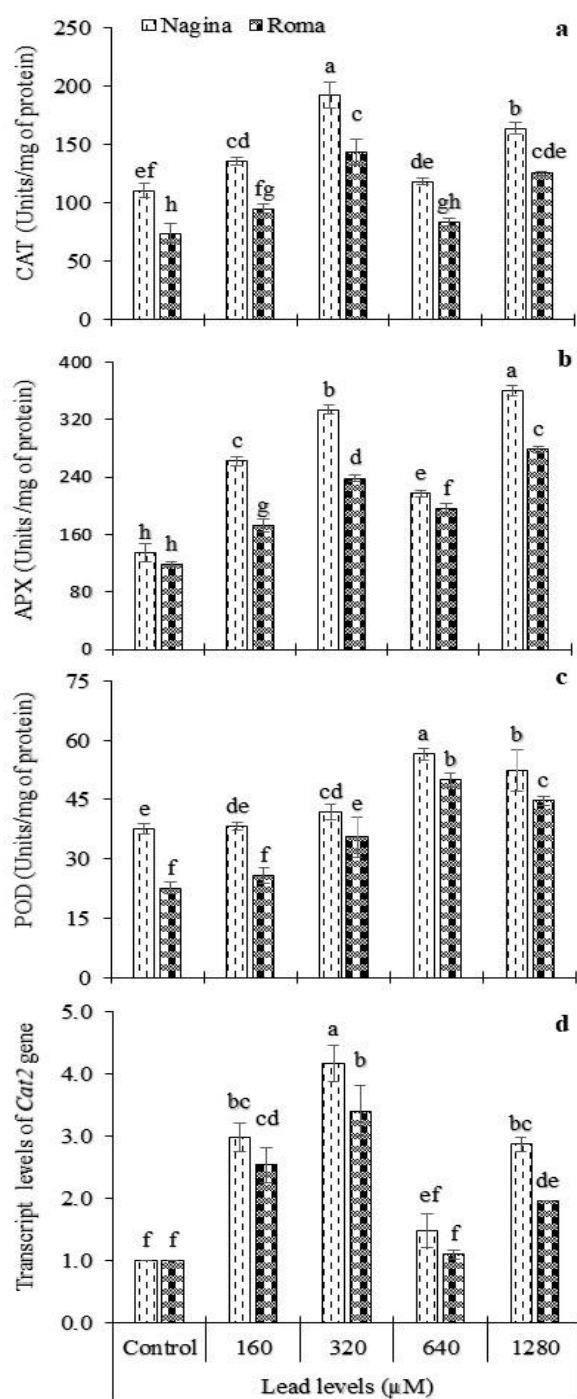 Nagina Roma
a
CAT (Units/mg of protein)
250
200
150
100
50
0
ef h cd fg a c de gh b cde
b
APX (Units /mg of protein)
400
320
240
160
80
0
h h c g b d e f a c
c
POD (Units/mg of protein)
75
60
45
30
15
0
e f de f cd e a b b c
d
Transcript levels of Cat2 gene
5.0
4.0
3.0
2.0
1.0
0.0
f f bc cd a b ef f bc de
Control 160 320 640 1280
Lead levels (µM)